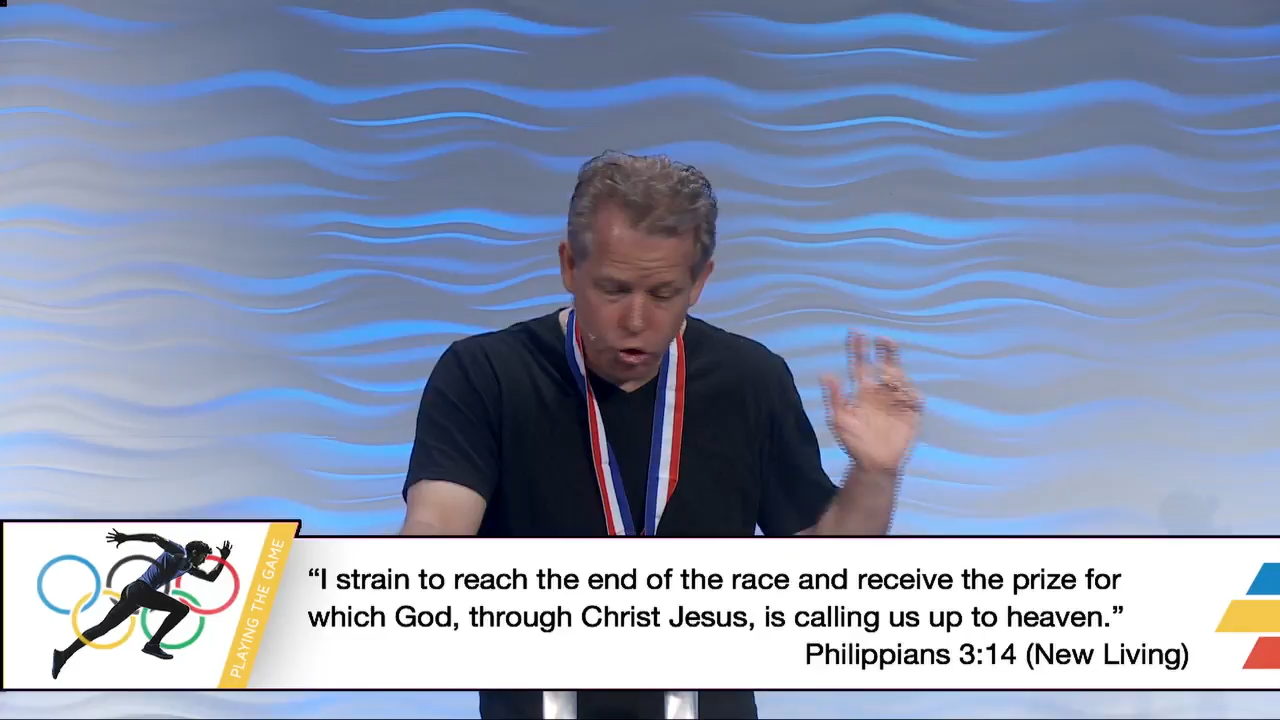 PLAYING THE GAME
“I strain to reach the end of the race and receive the prize for
which God, through Christ Jesus, is calling us up to heaven.”
Philippians 3:14 (New Living)